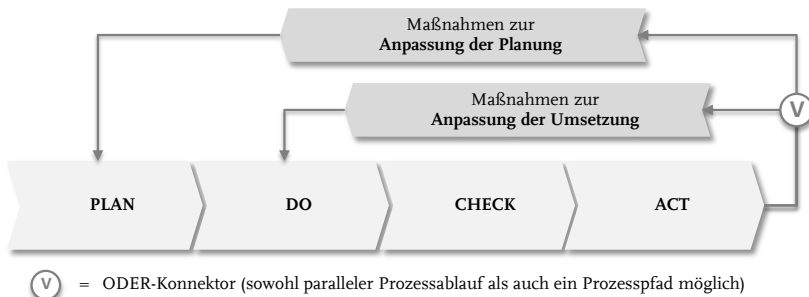 Maßnahmen zur
Anpassung der Planung
Maßnahmen zur
Anpassung der Umsetzung
V
PLAN DO CHECK ACT
V = ODER-Konnektor (sowohl paralleler Prozessablauf als auch ein Prozesspfad möglich)